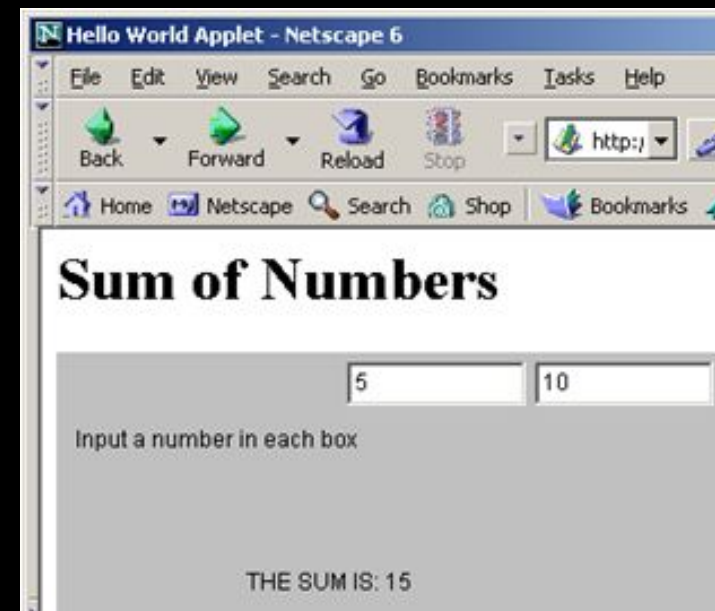 Hello World Applet - Netscape 6
File Edit View Search Go Bookmarks Tasks Help
Back Forward Reload Stop http:/
Home Netscape Search Shop Bookmarks
Sum of Numbers
5 10
Input a number in each box
THE SUM IS: 15